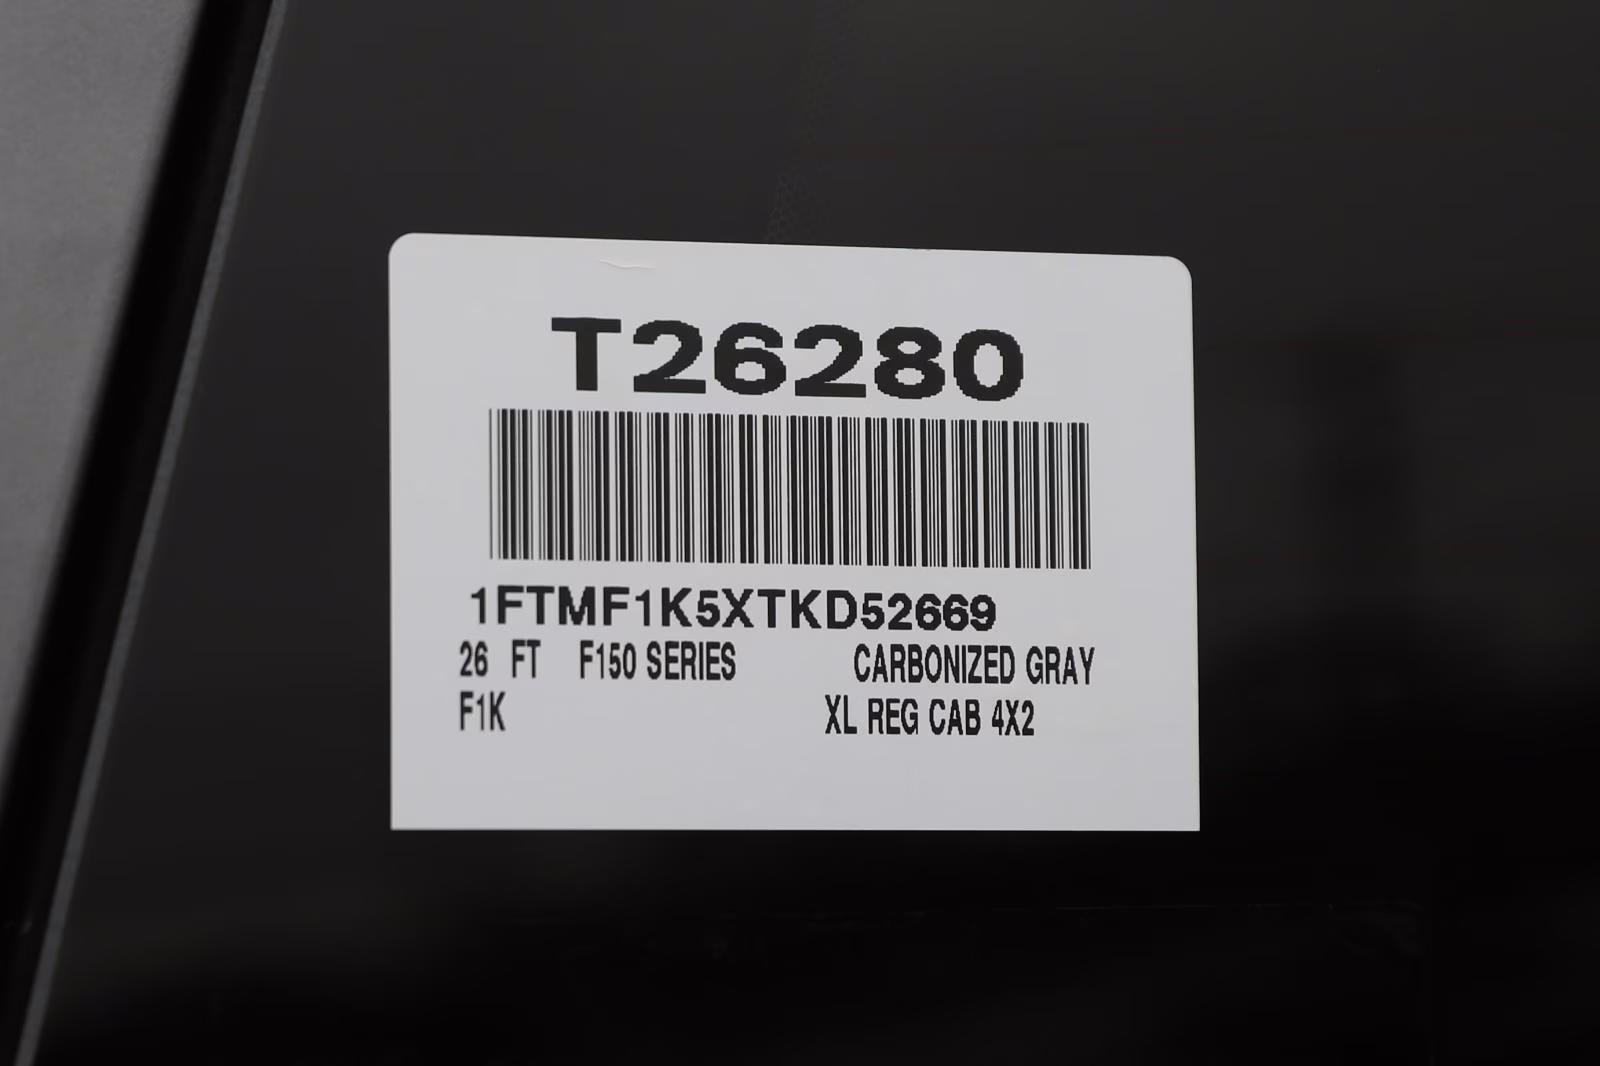 T26280
1FTMF1K5XTKD52669
26 FT F150 SERIES CARBONIZED GRAY
F1K XL REG CAB 4X2